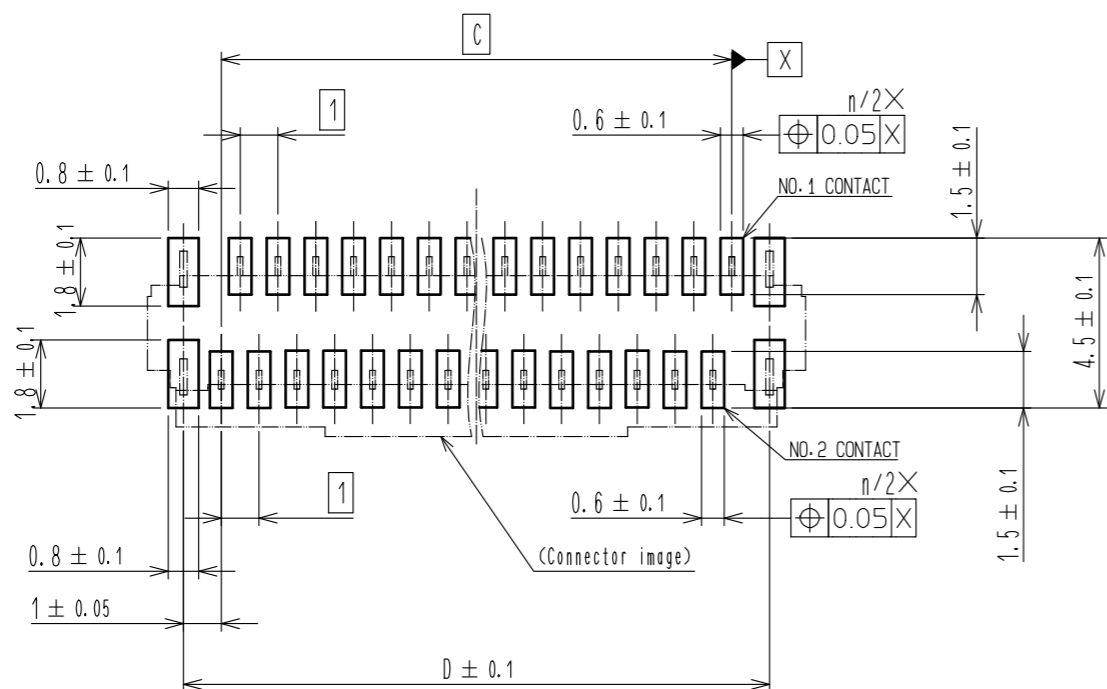 C
X
1
n/2X
0.6 ± 0.1
⌖ 0.05 X
0.8 ± 0.1
NO.1 CONTACT
1.5 ± 0.1
1.8 ± 0.1
4.5 ± 0.1
1.8 ± 0.1
NO.2 CONTACT
n/2X
1
0.6 ± 0.1
⌖ 0.05 X
1.5 ± 0.1
0.8 ± 0.1
(Connector image)
1 ± 0.05
D ± 0.1